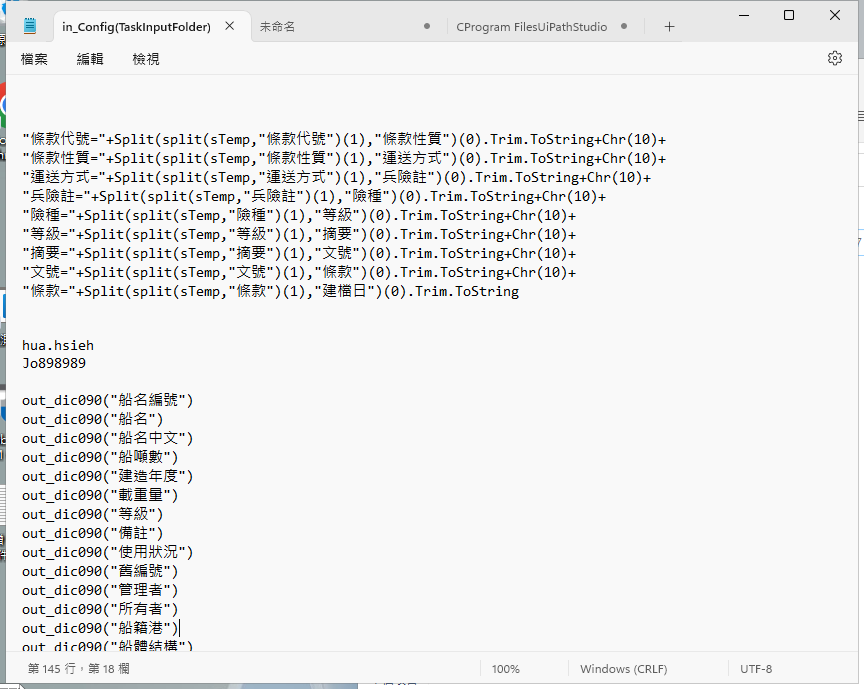 in_Config(TaskInputFolder)
未命名
CProgram FilesUiPathStudio
檔案 編輯 檢視
"條款代號="+Split(split(sTemp,"條款代號")(1),"條款性質")(0).Trim.ToString+Chr(10)+
"條款性質="+Split(split(sTemp,"條款性質")(1),"運送方式")(0).Trim.ToString+Chr(10)+
"運送方式="+Split(split(sTemp,"運送方式")(1),"兵險註")(0).Trim.ToString+Chr(10)+
"兵險註="+Split(split(sTemp,"兵險註")(1),"險種")(0).Trim.ToString+Chr(10)+
"險種="+Split(split(sTemp,"險種")(1),"等級")(0).Trim.ToString+Chr(10)+
"等級="+Split(split(sTemp,"等級")(1),"摘要")(0).Trim.ToString+Chr(10)+
"摘要="+Split(split(sTemp,"摘要")(1),"文號")(0).Trim.ToString+Chr(10)+
"文號="+Split(split(sTemp,"文號")(1),"條款")(0).Trim.ToString+Chr(10)+
"條款="+Split(split(sTemp,"條款")(1),"建檔日")(0).Trim.ToString
hua.hsieh
Jo898989
out_dic090("船名編號")
out_dic090("船名")
out_dic090("船名中文")
out_dic090("船噸數")
out_dic090("建造年度")
out_dic090("載重量")
out_dic090("等級")
out_dic090("備註")
out_dic090("使用狀況")
out_dic090("舊編號")
out_dic090("管理者")
out_dic090("所有者")
out_dic090("船籍港")
out_dic090("船體結構")
第 145 行，第 18 欄
100%
Windows (CRLF)
UTF-8